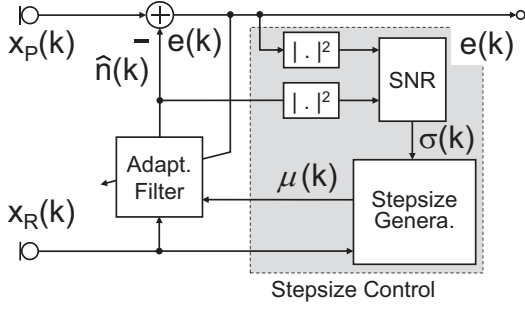 x_P(k)
−
e(k)
n̂(k)
| . |²
| . |²
SNR
e(k)
σ(k)
Adapt.
Filter
μ(k)
Stepsize
Genera.
x_R(k)
Stepsize Control